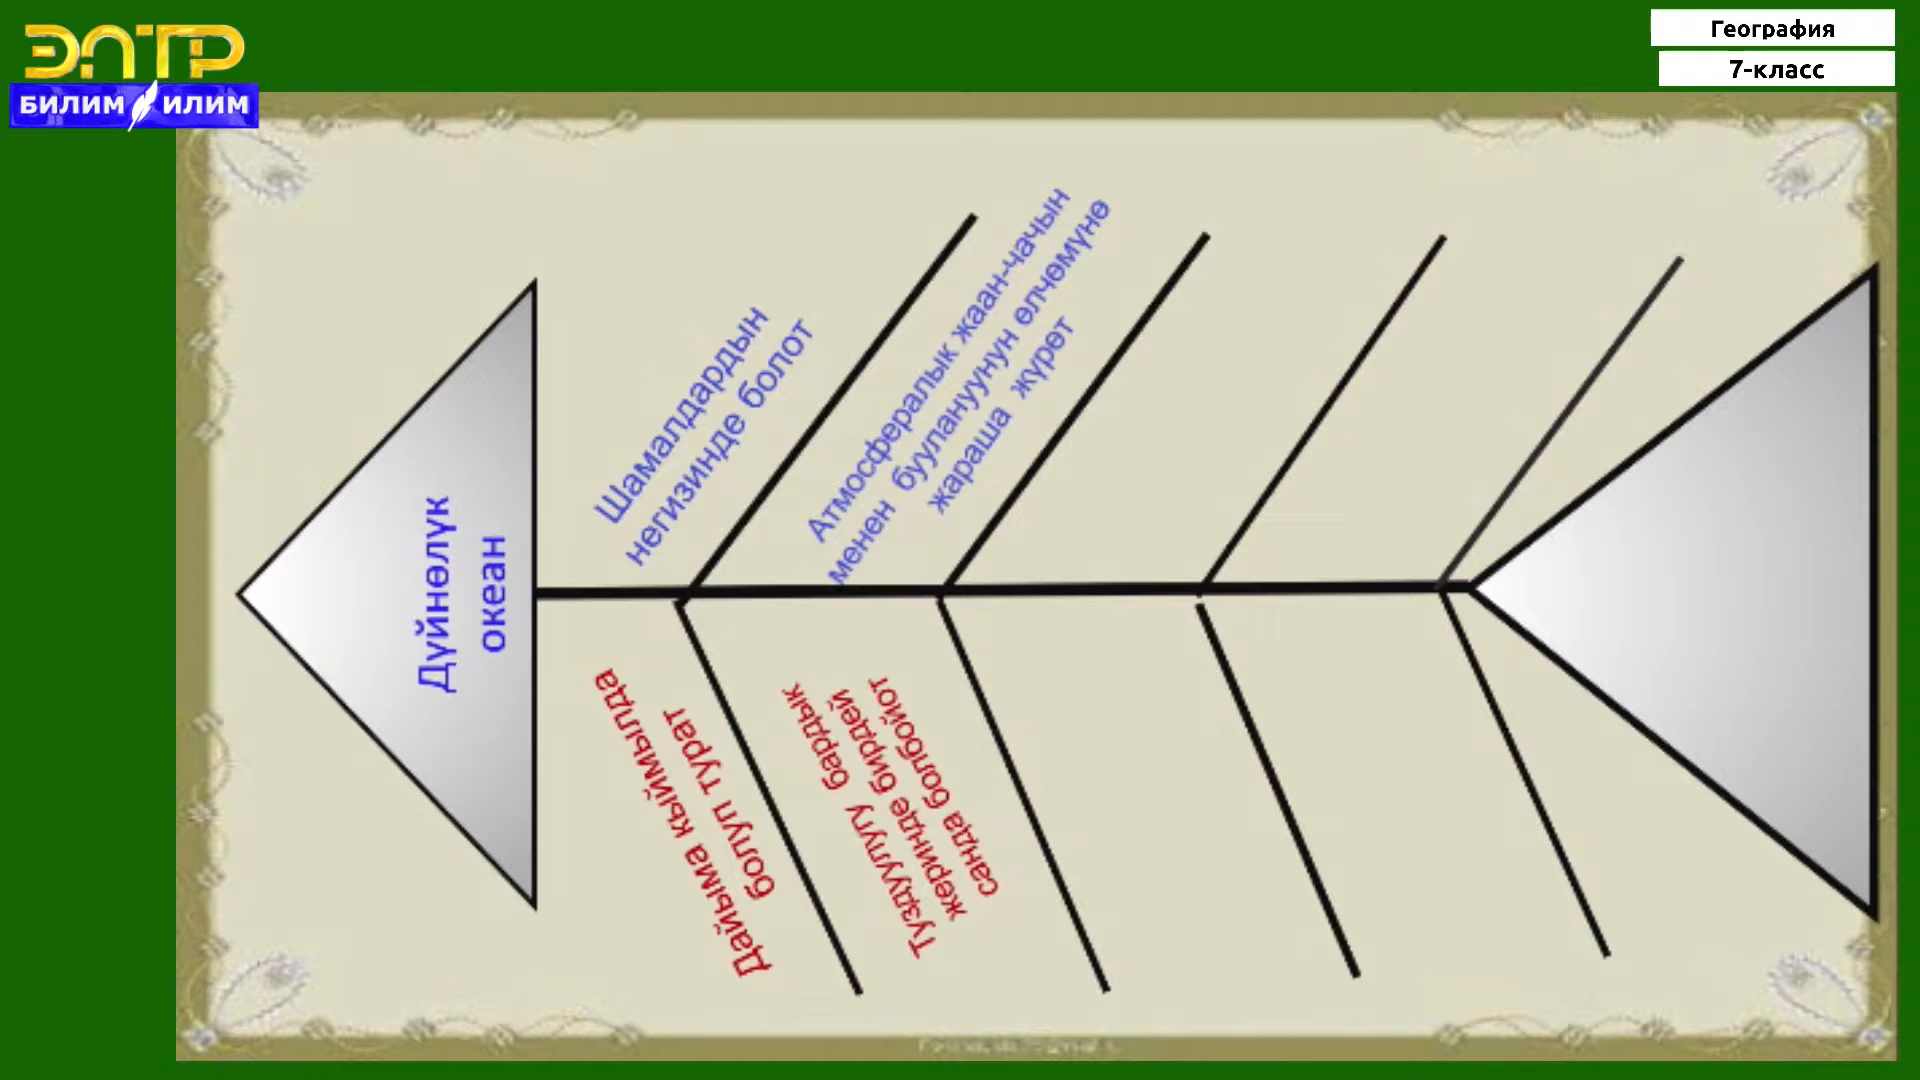 ЭЛТР
БИЛИМ ИЛИМ
География
7-класс
Дүйнөлүк
океан
Шамалдардын
негизинде болот
Атмосфералык жаан-чачын
менен буулануунун өлчөмүнө
жараша жүрөт
Дайыма кыймылда
болуп турат
Туздуулугу бардык
жеринде бирдей
санда болбойт